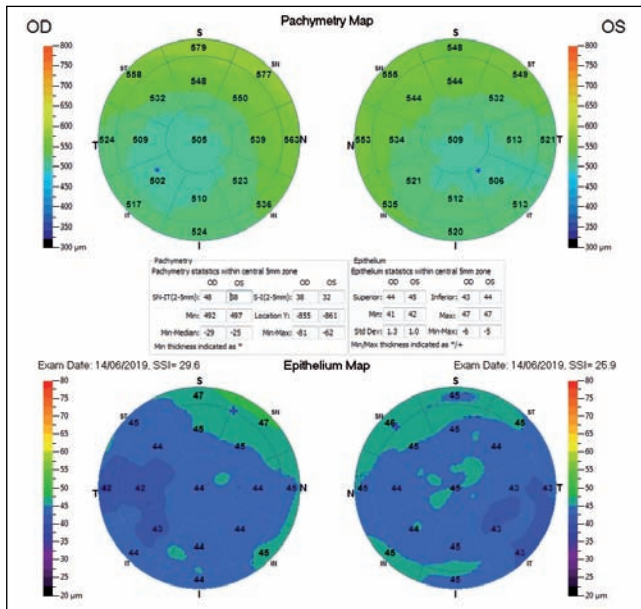 OD Pachymetry Map OS
800 S S 800
750 579 548 750
700 ST 558 577 SN SN 555 549 ST 700
650 548 544 650
600 532 550 544 532 600
550 T 524 509 505 539 563 N N 553 534 509 513 521 T 550
500 500
450 * * 450
502 523 521 506
400 510 512 400
350 IT 517 536 IN IN 535 513 IT 350
300 µm 524 520 300 µm
I I
Pachymetry Epithelium
Pachymetry statistics within central 5mm zone Epithelium statistics within central 5mm zone
OD OS OD OS OD OS OD OS
SN-IT(2-5mm): 48 38 S-I(2-5mm): 38 32 Superior: 44 45 Inferior: 43 44
Min: 492 497 Location Y: -855 -861 Min: 41 42 Max: 47 47
Min-Median: -29 -25 Min-Max: -81 -62 Std Dev: 1.3 1.0 Min-Max: -6 -5
Min thickness indicated as * Min/Max thickness indicated as */+
Exam Date: 14/06/2019, SSI= 29.6 Epithelium Map Exam Date: 14/06/2019, SSI= 25.9
80 S S 80
75 47 45 75
70 ST 45 + 47 SN SN 46 + 45 ST 70
65 45 45 65
60 44 45 45 45 60
55 55
50 T 42 42 44 44 45 N N 45 44 45 43 43 T 50
45 45
40 43 44 44 43 40
35 44 45 35
30 IT 44 45 IN IN 45 43 IT 30
25 44 45 25
20 µm I I 20 µm